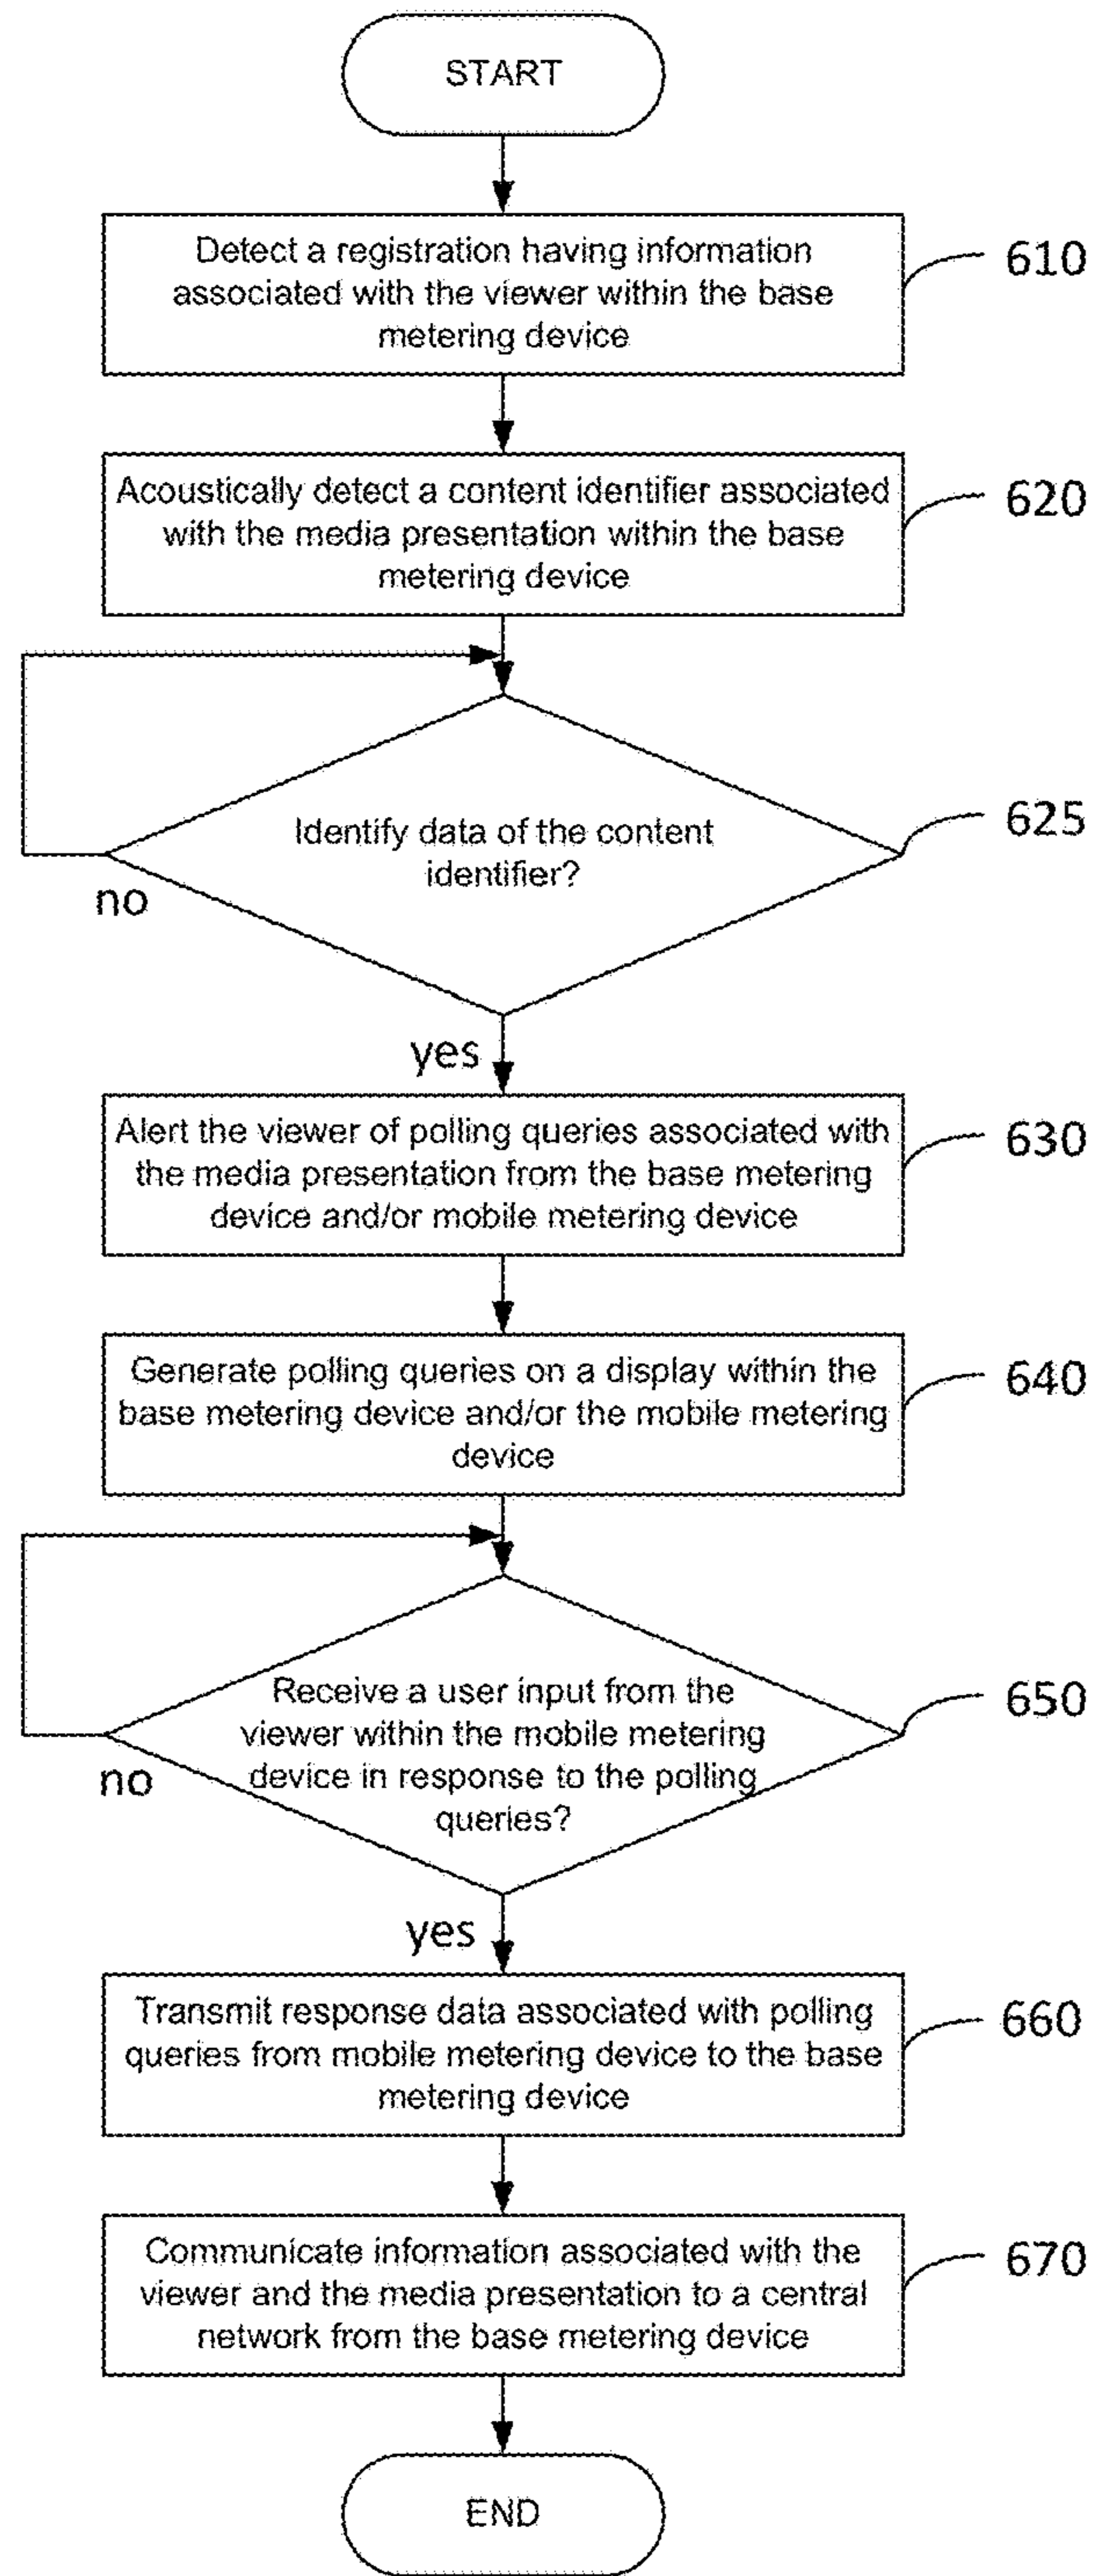 START
Detect a registration having information
associated with the viewer within the base
metering device
610
Acoustically detect a content identifier associated
with the media presentation within the base
metering device
620
Identify data of the content
identifier?
625
no
yes
Alert the viewer of polling queries associated with
the media presentation from the base metering
device and/or mobile metering device
630
Generate polling queries on a display within the
base metering device and/or the mobile metering
device
640
Receive a user input from the
viewer within the mobile metering
device in response to the polling
queries?
650
no
yes
Transmit response data associated with polling
queries from mobile metering device to the base
metering device
660
Communicate information associated with the
viewer and the media presentation to a central
network from the base metering device
670
END